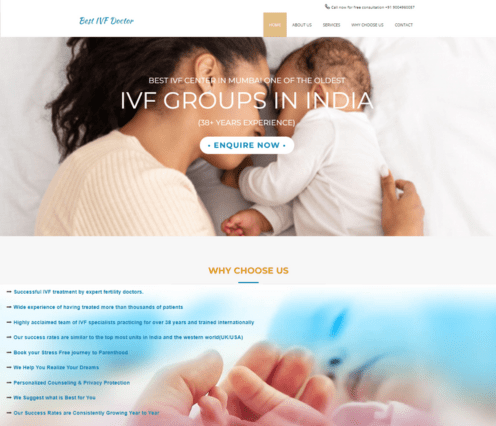 Call now for free consultation +91
Best IVF Doctor
HOME ABOUT US SERVICES WHY CHOOSE US CONTACT
BEST IVF CENTER IN MUMBAI ONE OF THE OLDEST
IVF GROUPS IN INDIA
(38+ YEARS EXPERIENCE)
• ENQUIRE NOW •
WHY CHOOSE US
Successful IVF treatment by expert fertility doctors.
Wide experience of having treated more then thousands of patients
Highly acclaimed team of IVF specialists practicing for over 38 years and trained internationally
Our success rates are similar to the top most units in India and the western world(UK/USA)
Book your Stress Free journey to Parenthood
We Help You Realize Your Dreams
Personalized Counseling & Privacy Protection
We Suggest what is Best for You
Our Success Rates are Consistently Growing Year to Year